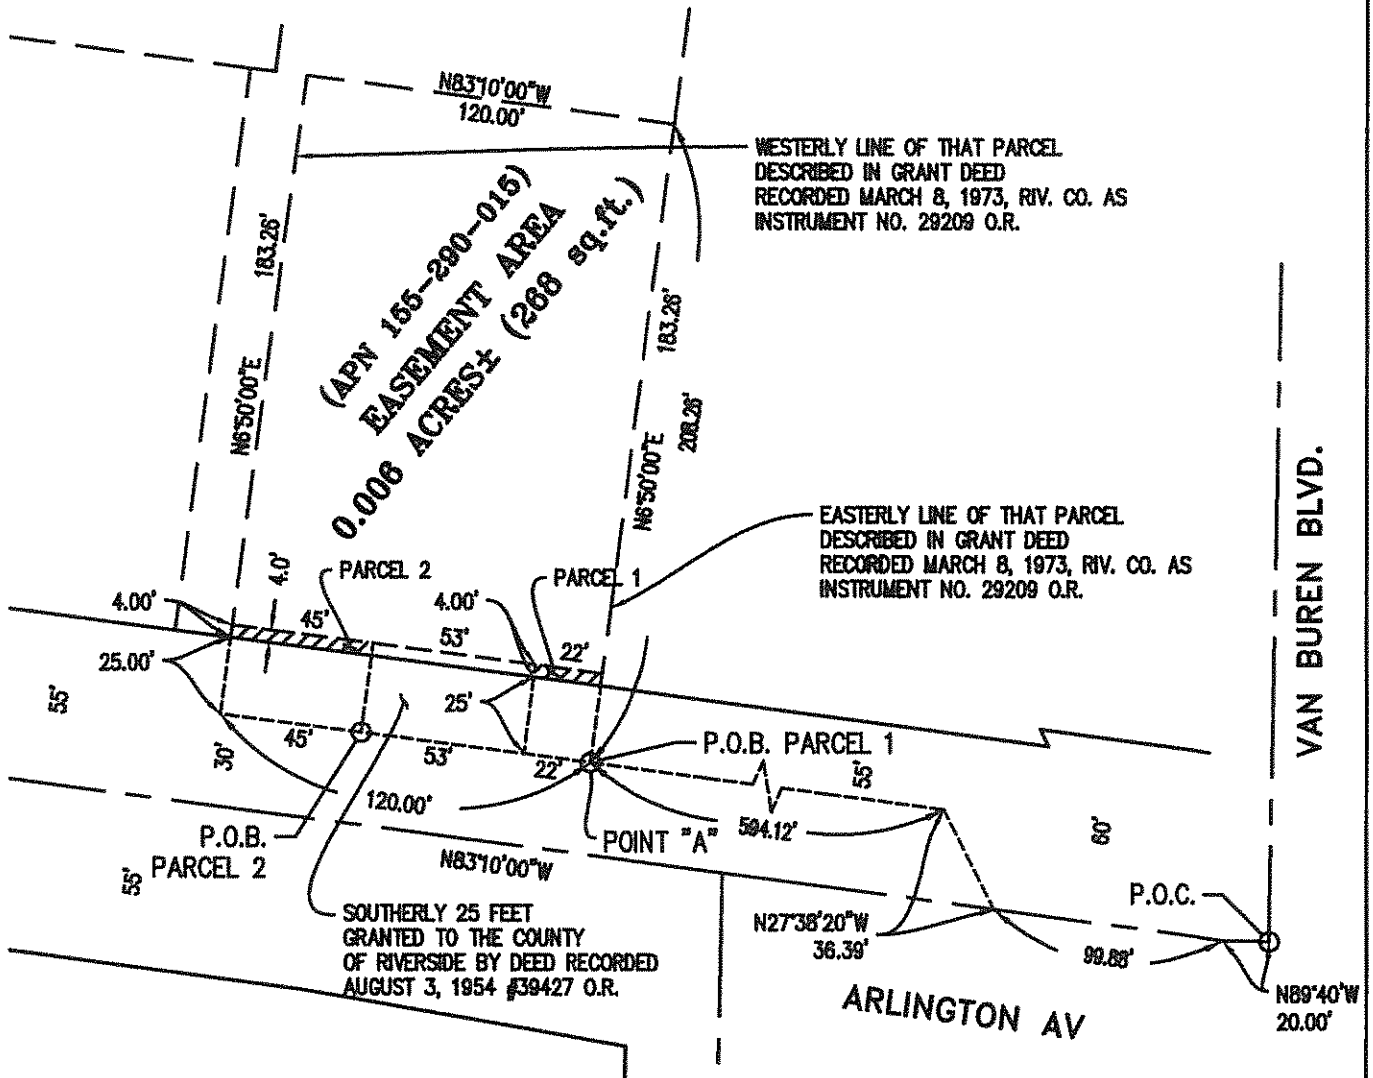 N83°10'00"W
120.00'
WESTERLY LINE OF THAT PARCEL
DESCRIBED IN GRANT DEED
RECORDED MARCH 8, 1973, RIV. CO. AS
INSTRUMENT NO. 29209 O.R.
183.26'
N6°50'00"E
(APN 155-290-015)
EASEMENT AREA
0.006 ACRES± (268 sq.ft.)
183.26'
208.26'
N6°50'00"E
EASTERLY LINE OF THAT PARCEL
DESCRIBED IN GRANT DEED
RECORDED MARCH 8, 1973, RIV. CO. AS
INSTRUMENT NO. 29209 O.R.
VAN BUREN BLVD.
4.0'
PARCEL 2
PARCEL 1
4.00'
45'
4.00'
53'
22'
25.00'
25'
55'
45'
53'
22'
30'
120.00'
P.O.B. PARCEL 1
55'
594.12'
60'
P.O.B.
PARCEL 2
POINT "A"
N83°10'00"W
55'
P.O.C.
SOUTHERLY 25 FEET
GRANTED TO THE COUNTY
OF RIVERSIDE BY DEED RECORDED
AUGUST 3, 1954 #39427 O.R.
N27°38'20"W
36.39'
99.88'
N89°40'W
20.00'
ARLINGTON AV